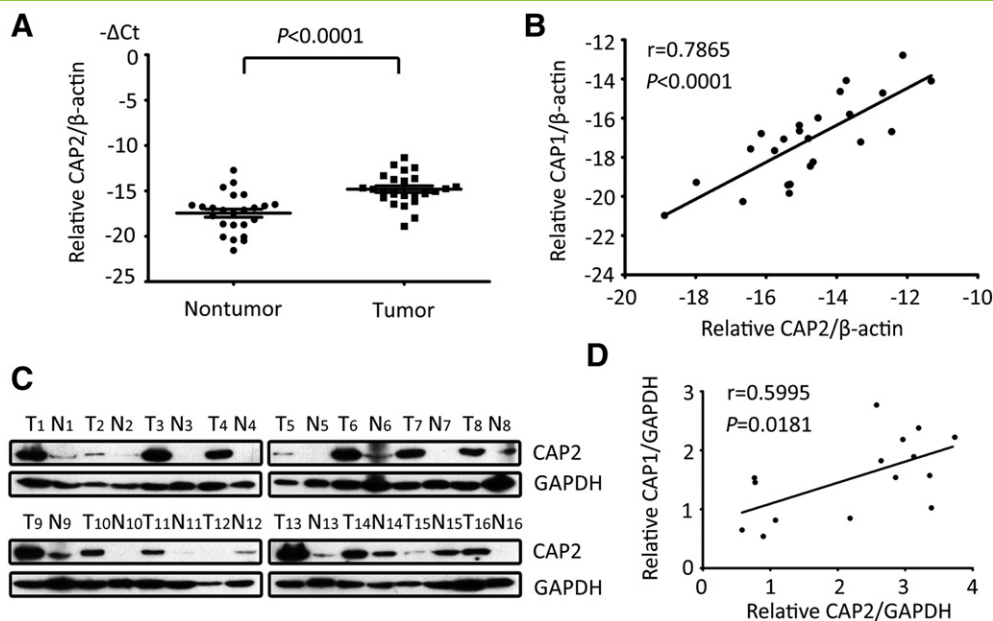 A
-ΔCt
P<0.0001
0
-5
-10
-15
-20
-25
Relative CAP2/β-actin
Nontumor Tumor
B
r=0.7865
P<0.0001
-12
-14
-16
-18
-20
-22
-24
Relative CAP1/β-actin
-20 -18 -16 -14 -12 -10
Relative CAP2/β-actin
C
T1 N1 T2 N2 T3 N3 T4 N4 T5 N5 T6 N6 T7 N7 T8 N8
CAP2
GAPDH
T9 N9 T10 N10 T11 N11 T12 N12 T13 N13 T14 N14 T15 N15 T16 N16
CAP2
GAPDH
D
r=0.5995
P=0.0181
3
2
1
0
Relative CAP1/GAPDH
0 1 2 3 4
Relative CAP2/GAPDH